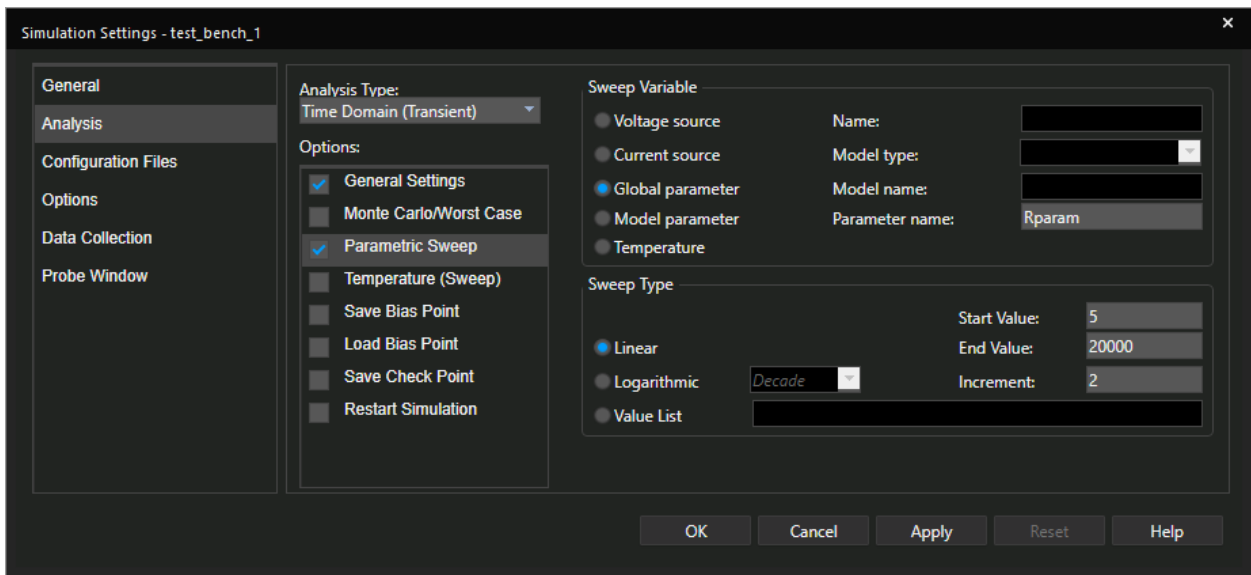 Simulation Settings - test_bench_1
General
Analysis
Configuration Files
Options
Data Collection
Probe Window
Analysis Type:
Time Domain (Transient)
Options:
General Settings
Monte Carlo/Worst Case
Parametric Sweep
Temperature (Sweep)
Save Bias Point
Load Bias Point
Save Check Point
Restart Simulation
Sweep Variable
Voltage source
Name:
Current source
Model type:
Global parameter
Model name:
Model parameter
Parameter name: Rparam
Temperature
Sweep Type
Start Value: 5
Linear
End Value: 20000
Logarithmic Decade
Increment: 2
Value List
OK Cancel Apply Reset Help